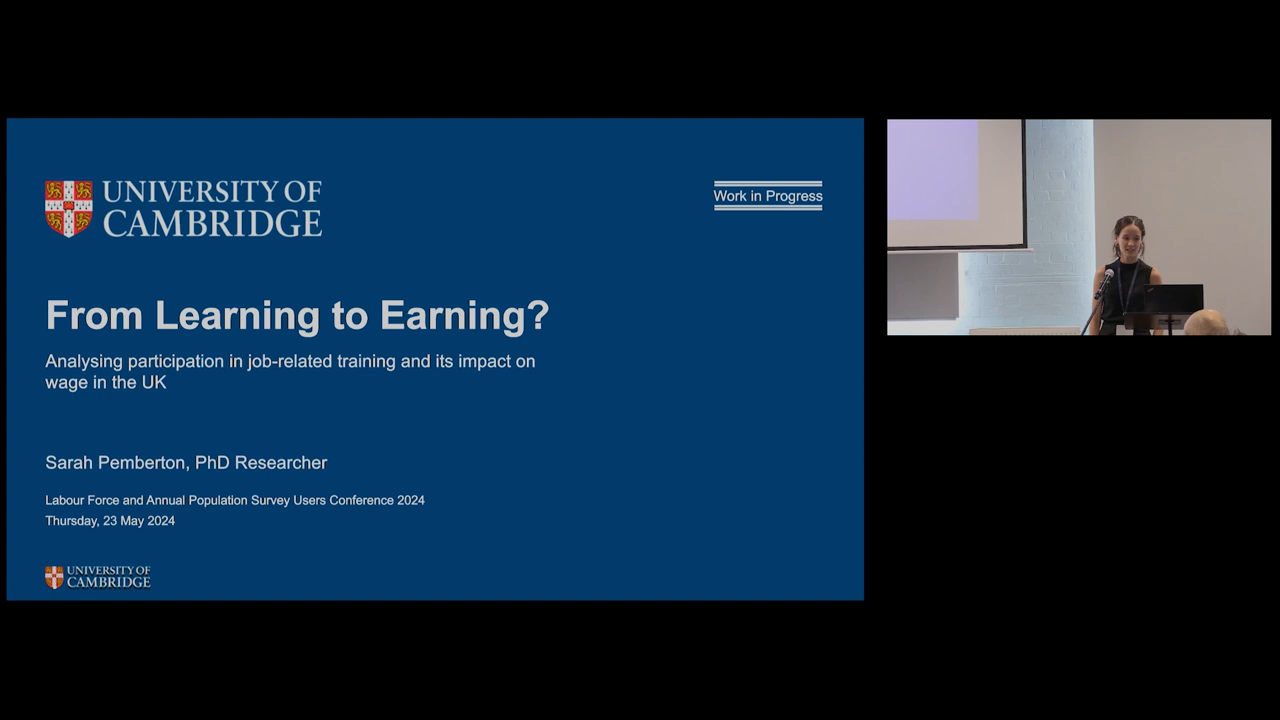 UNIVERSITY OF
CAMBRIDGE
Work in Progress
From Learning to Earning?
Analysing participation in job-related training and its impact on
wage in the UK
Sarah Pemberton, PhD Researcher
Labour Force and Annual Population Survey Users Conference 2024
Thursday, 23 May 2024
UNIVERSITY OF
CAMBRIDGE